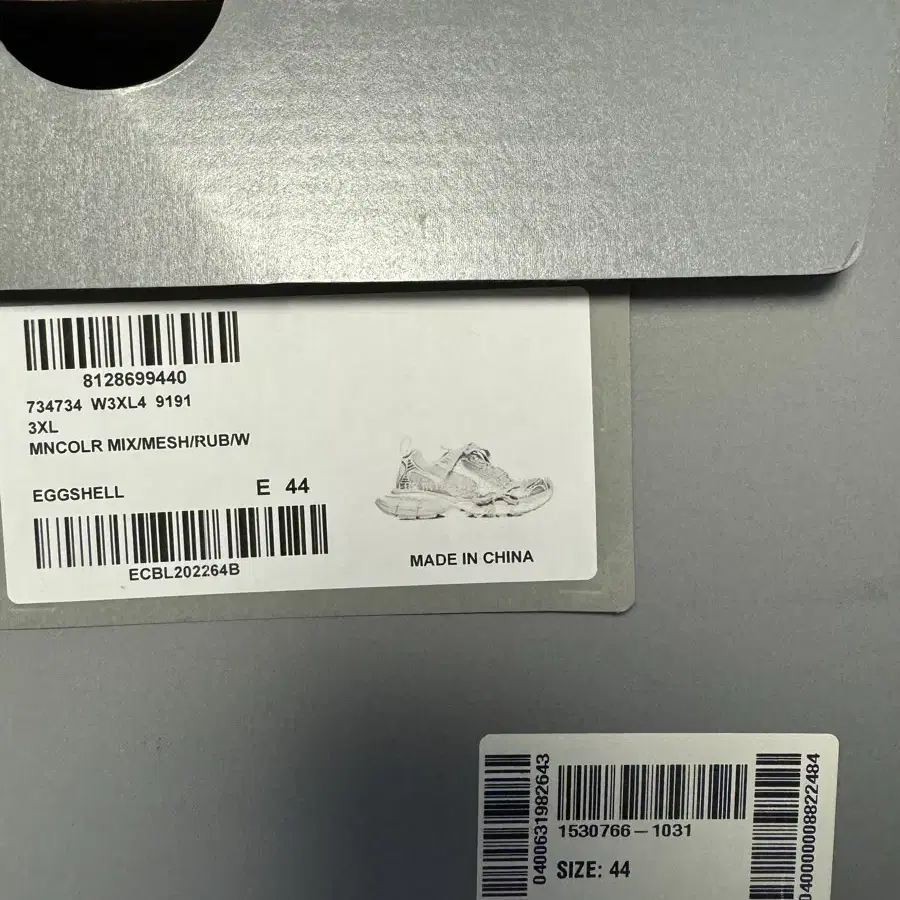 8128699440
734734 W3XL4 9191
3XL
MNCOLR MIX/MESH/RUB/W
EGGSHELL E 44
ECBL202264B
MADE IN CHINA
0400631982643
1530766-1031
SIZE: 44
0400000008822484